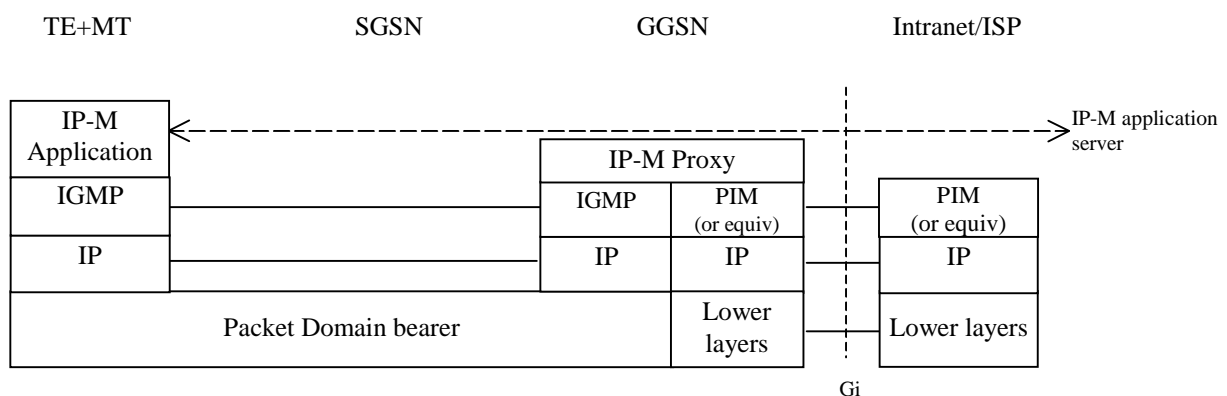 TE+MT SGSN GGSN Intranet/ISP
IP-M
Application
IP-M application
server
IP-M Proxy
IGMP IGMP PIM
(or equiv) PIM
(or equiv)
IP IP IP IP
Packet Domain bearer Lower
layers Lower layers
Gi